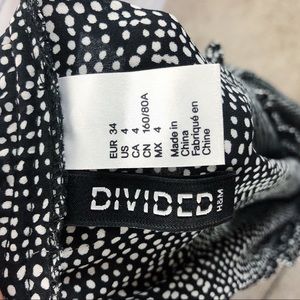 EUR 34
US 4
CA 4
CN 160/80A
MX 4
Made in
China
Fabriqué en
Chine
DIVIDED
H&M